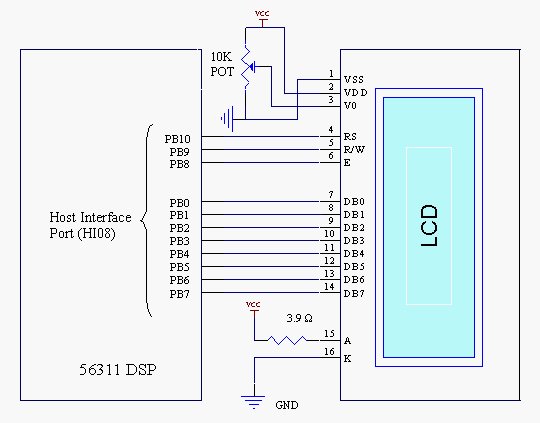 vcc
10K
POT
1 VSS
2 VDD
3 V0
PB10 4 RS
PB9 5 R/W
PB8 6 E
Host Interface
Port (HI08)
PB0 7 DB0
PB1 8 DB1
PB2 9 DB2
PB3 10 DB3
PB4 11 DB4
PB5 12 DB5
PB6 13 DB6
PB7 14 DB7
LCD
vcc
3.9 Ω
15 A
16 K
56311 DSP
GND